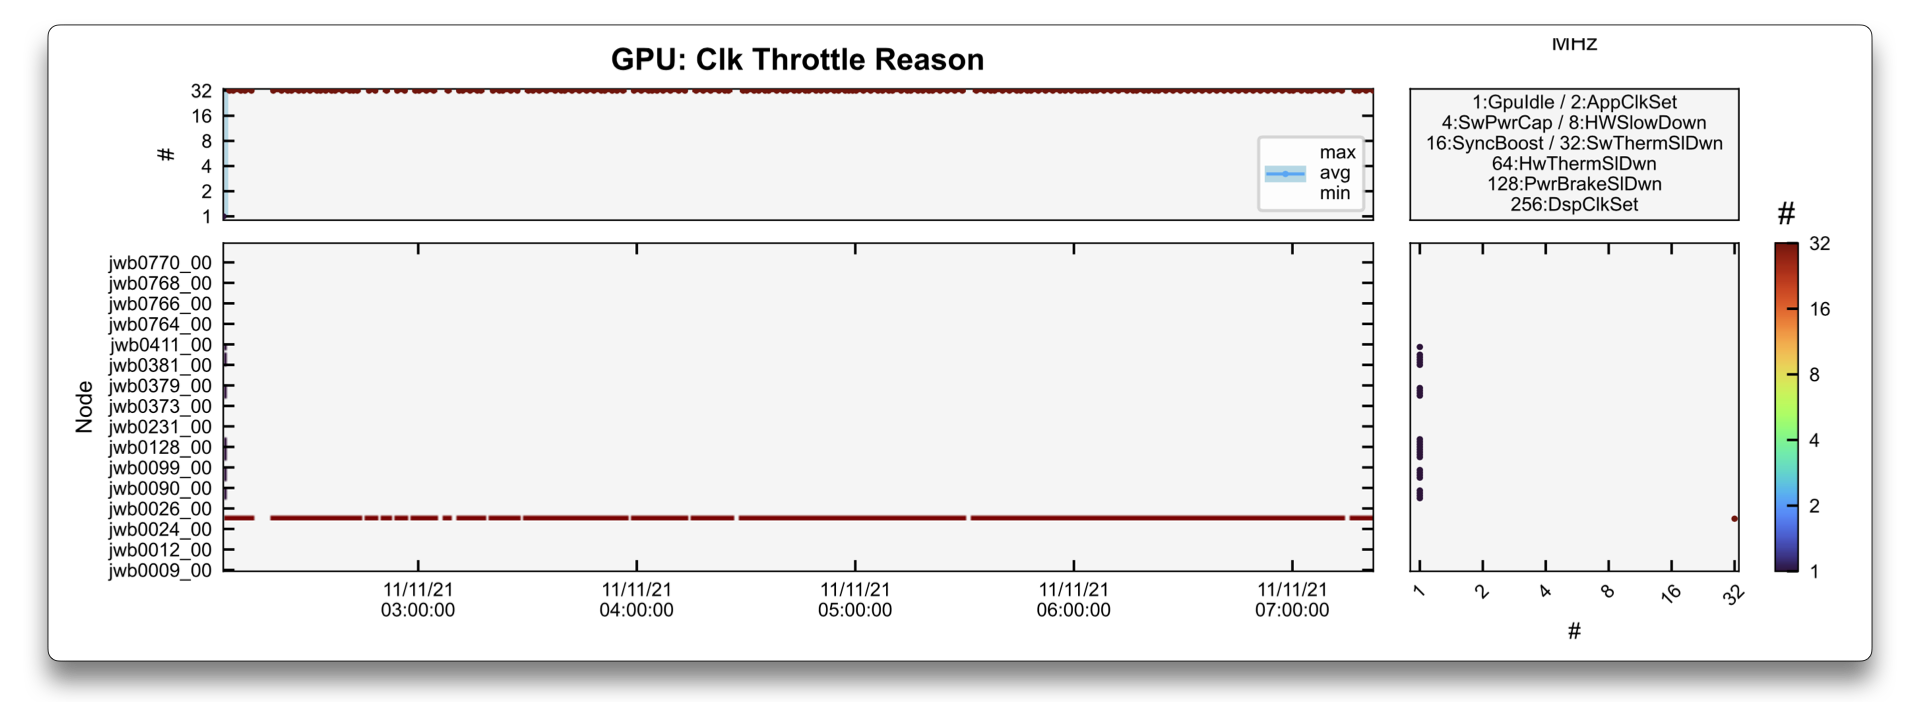 GPU: Clk Throttle Reason
MHz
32
16
8
4
2
1
#
max
avg
min
1:GpuIdle / 2:AppClkSet
4:SwPwrCap / 8:HWSlowDown
16:SyncBoost / 32:SwThermSlDwn
64:HwThermSlDwn
128:PwrBrakeSlDwn
256:DspClkSet
jwb0770_00
jwb0768_00
jwb0766_00
jwb0764_00
jwb0411_00
jwb0381_00
jwb0379_00
jwb0373_00
jwb0231_00
jwb0128_00
jwb0099_00
jwb0090_00
jwb0026_00
jwb0024_00
jwb0012_00
jwb0009_00
Node
11/11/21
03:00:00
11/11/21
04:00:00
11/11/21
05:00:00
11/11/21
06:00:00
11/11/21
07:00:00
1
2
4
8
16
32
#
#
32
16
8
4
2
1